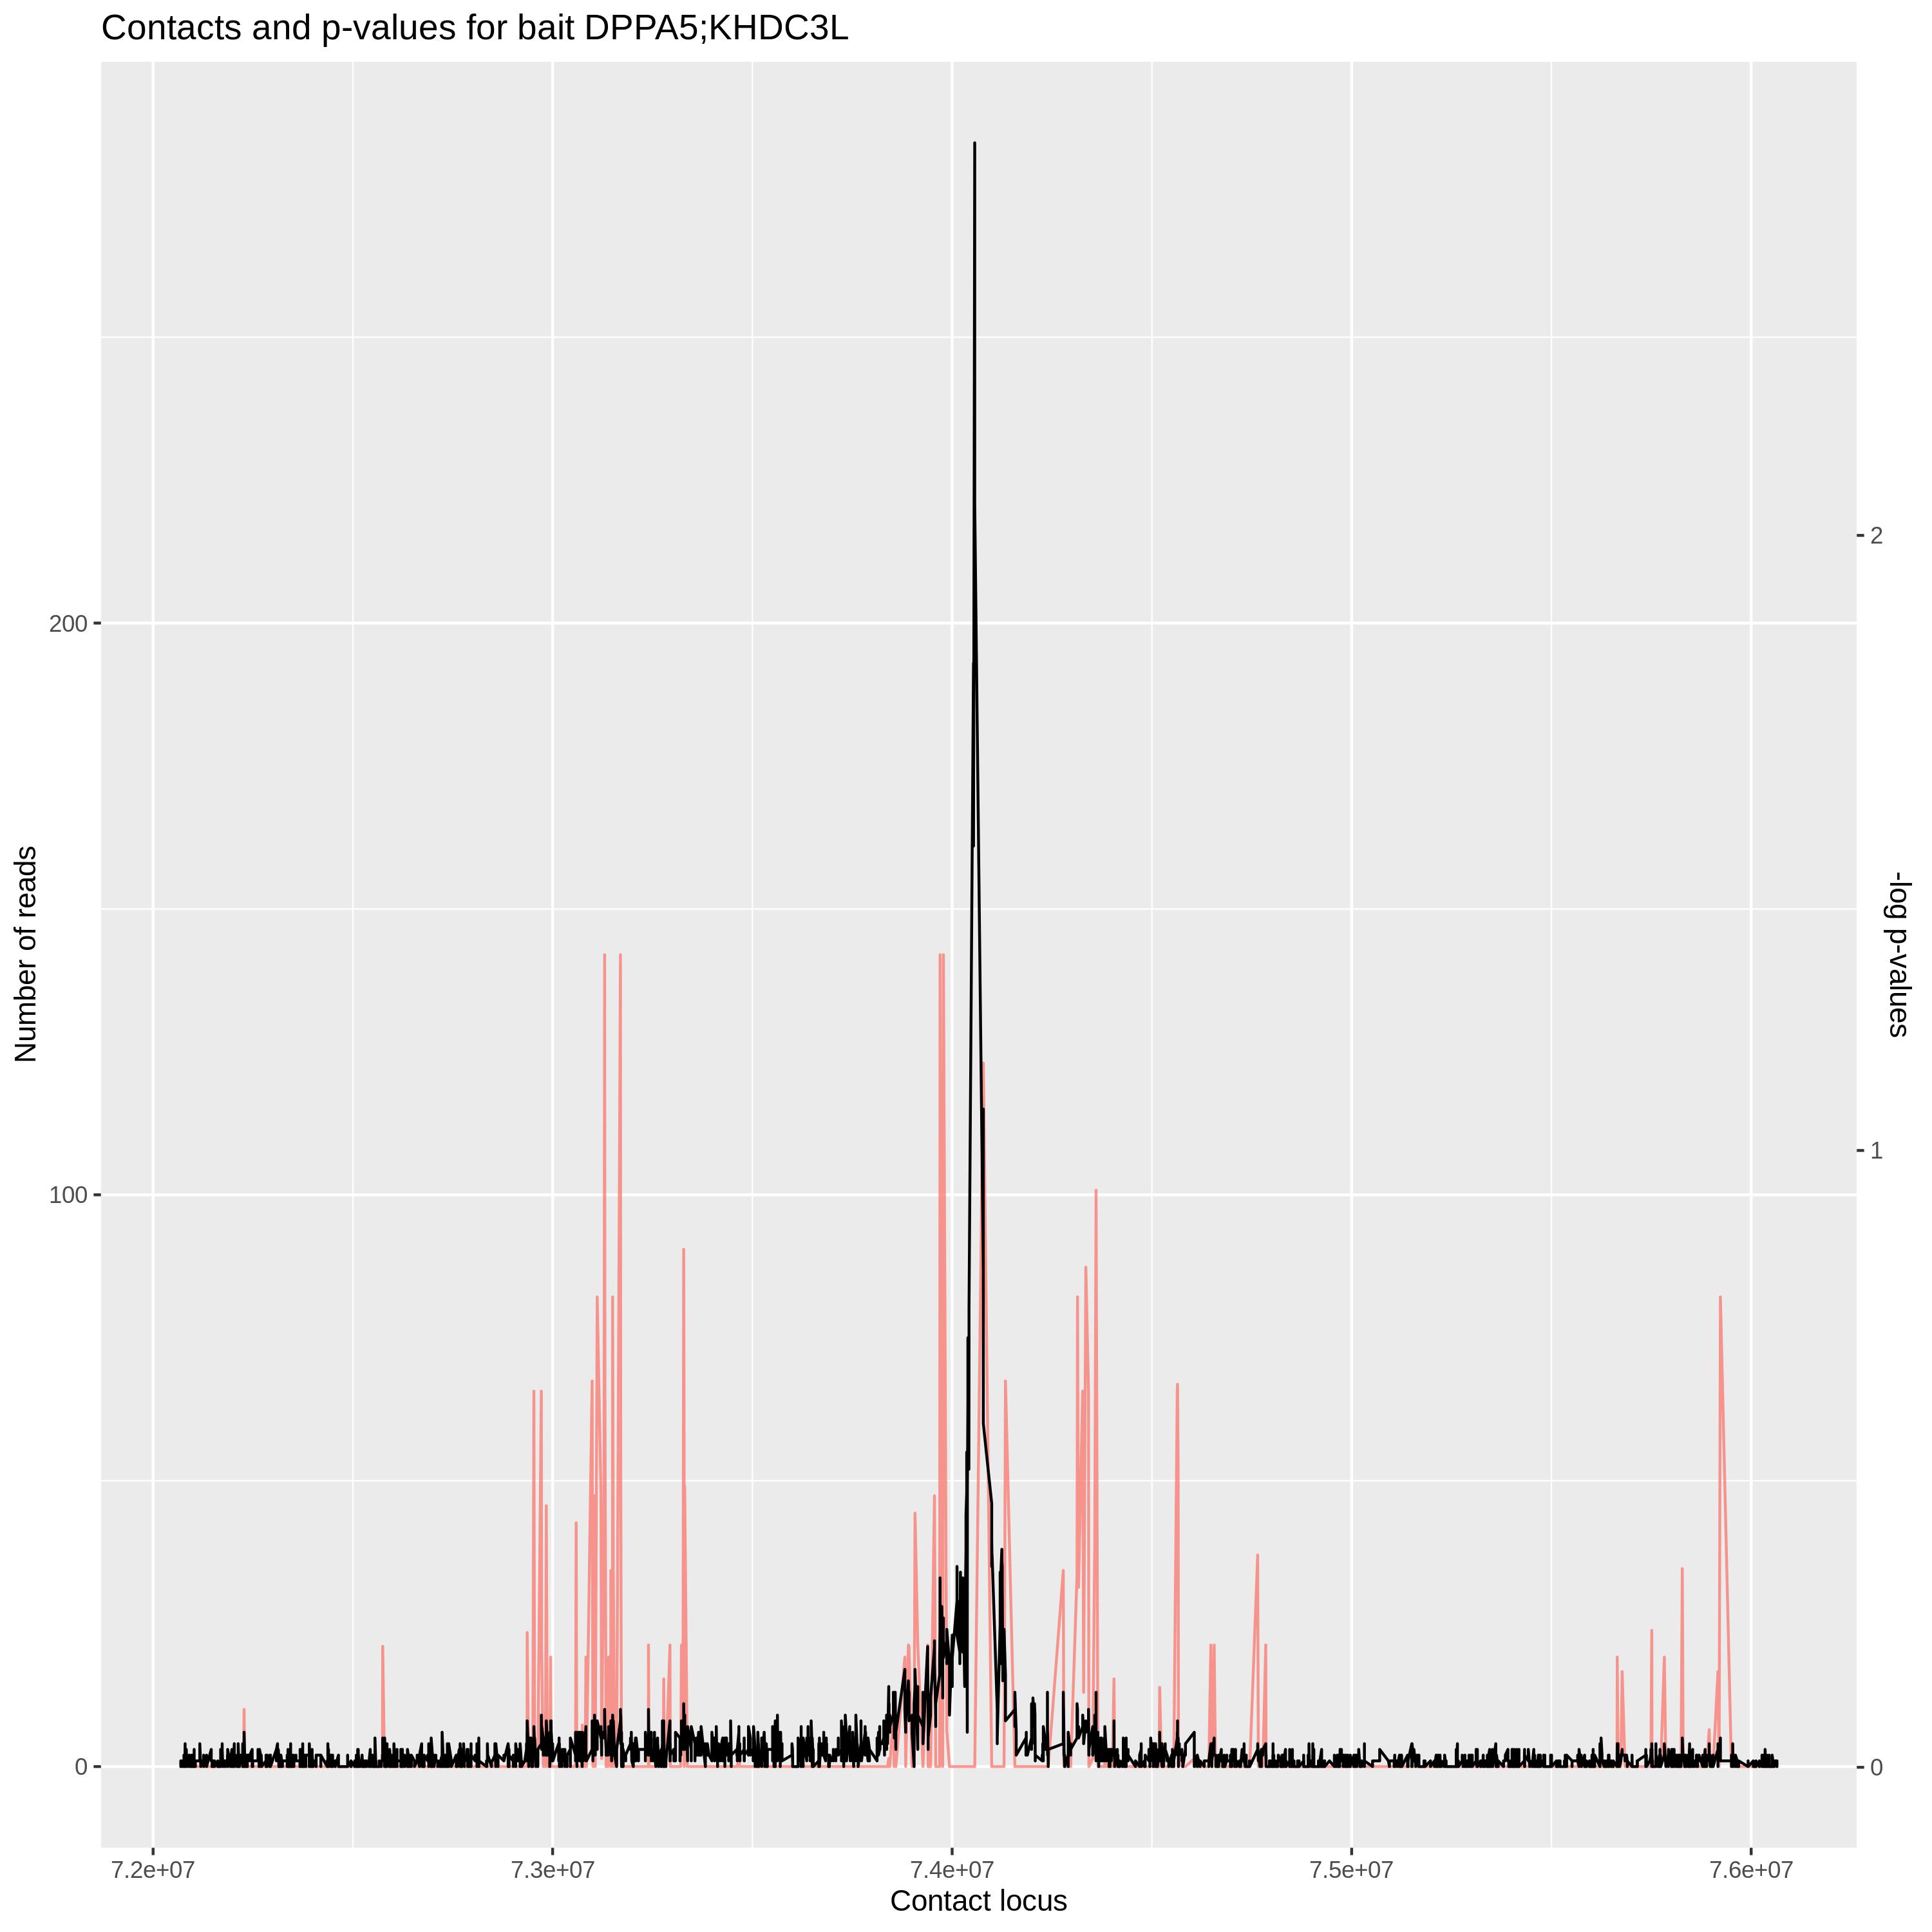 Contacts and p-values for bait DPPA5;KHDC3L
Number of reads
200
100
0
2
1
0
-log p-values
7.2e+07
7.3e+07
7.4e+07
7.5e+07
7.6e+07
Contact locus